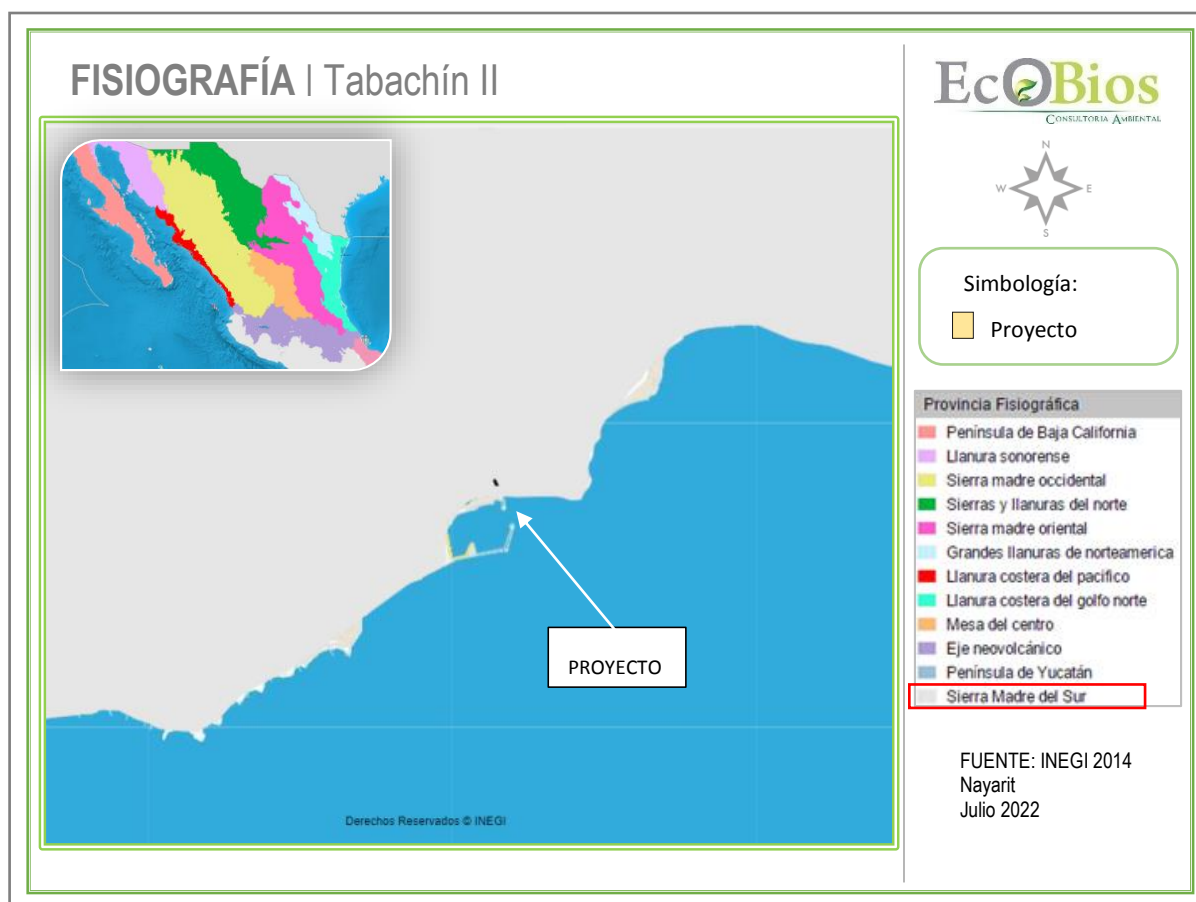 FISIOGRAFÍA | Tabachín II
EcOBios
CONSULTORIA AMBIENTAL
N
W
E
S
Simbología:
Proyecto
Provincia Fisiográfica
Península de Baja California
Llanura sonorense
Sierra madre occidental
Sierras y llanuras del norte
Sierra madre oriental
Grandes llanuras de norteamerica
Llanura costera del pacifico
Llanura costera del golfo norte
Mesa del centro
Eje neovolcánico
Península de Yucatán
Sierra Madre del Sur
PROYECTO
FUENTE: INEGI 2014
Nayarit
Julio 2022
Derechos Reservados © INEGI